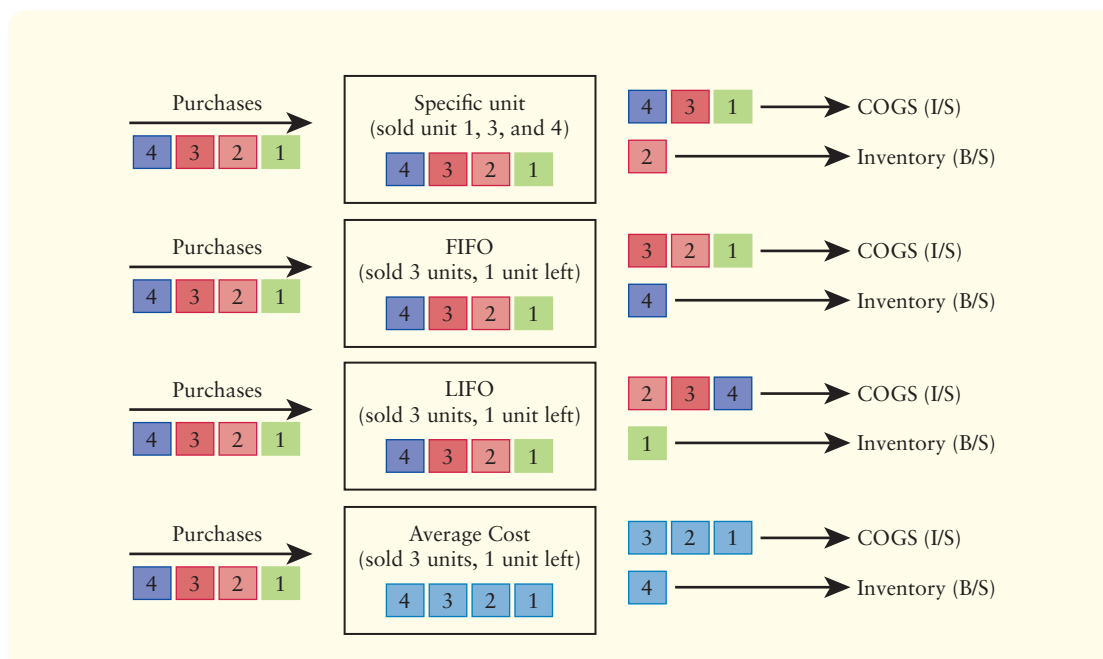 Purchases
4 3 2 1
Specific unit
(sold unit 1, 3, and 4)
4 3 2 1
4 3 1
COGS (I/S)
2
Inventory (B/S)
Purchases
4 3 2 1
FIFO
(sold 3 units, 1 unit left)
4 3 2 1
3 2 1
COGS (I/S)
4
Inventory (B/S)
Purchases
4 3 2 1
LIFO
(sold 3 units, 1 unit left)
4 3 2 1
2 3 4
COGS (I/S)
1
Inventory (B/S)
Purchases
4 3 2 1
Average Cost
(sold 3 units, 1 unit left)
4 3 2 1
3 2 1
COGS (I/S)
4
Inventory (B/S)